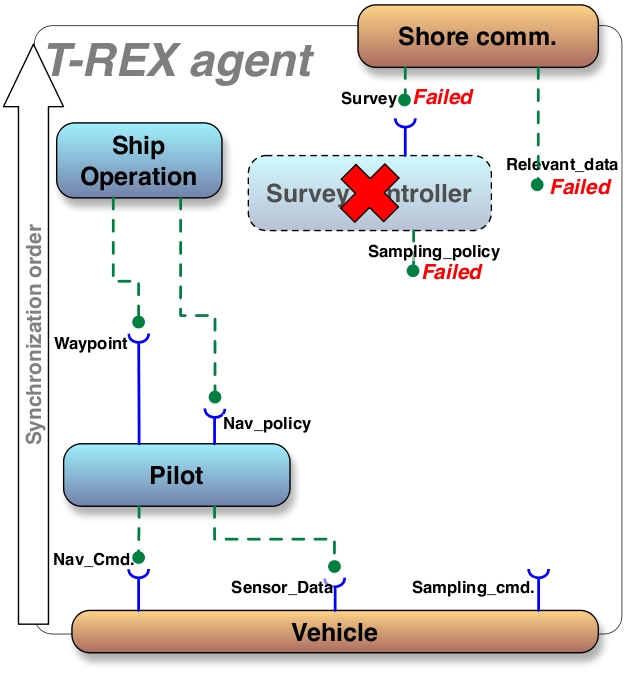 T-REX agent
Shore comm.
Survey
Failed
Ship
Operation
Relevant_data
Failed
Survey ntroller
Sampling_policy
Failed
Synchronization order
Waypoint
Nav_policy
Pilot
Nav_Cmd.
Sensor_Data
Sampling_cmd.
Vehicle